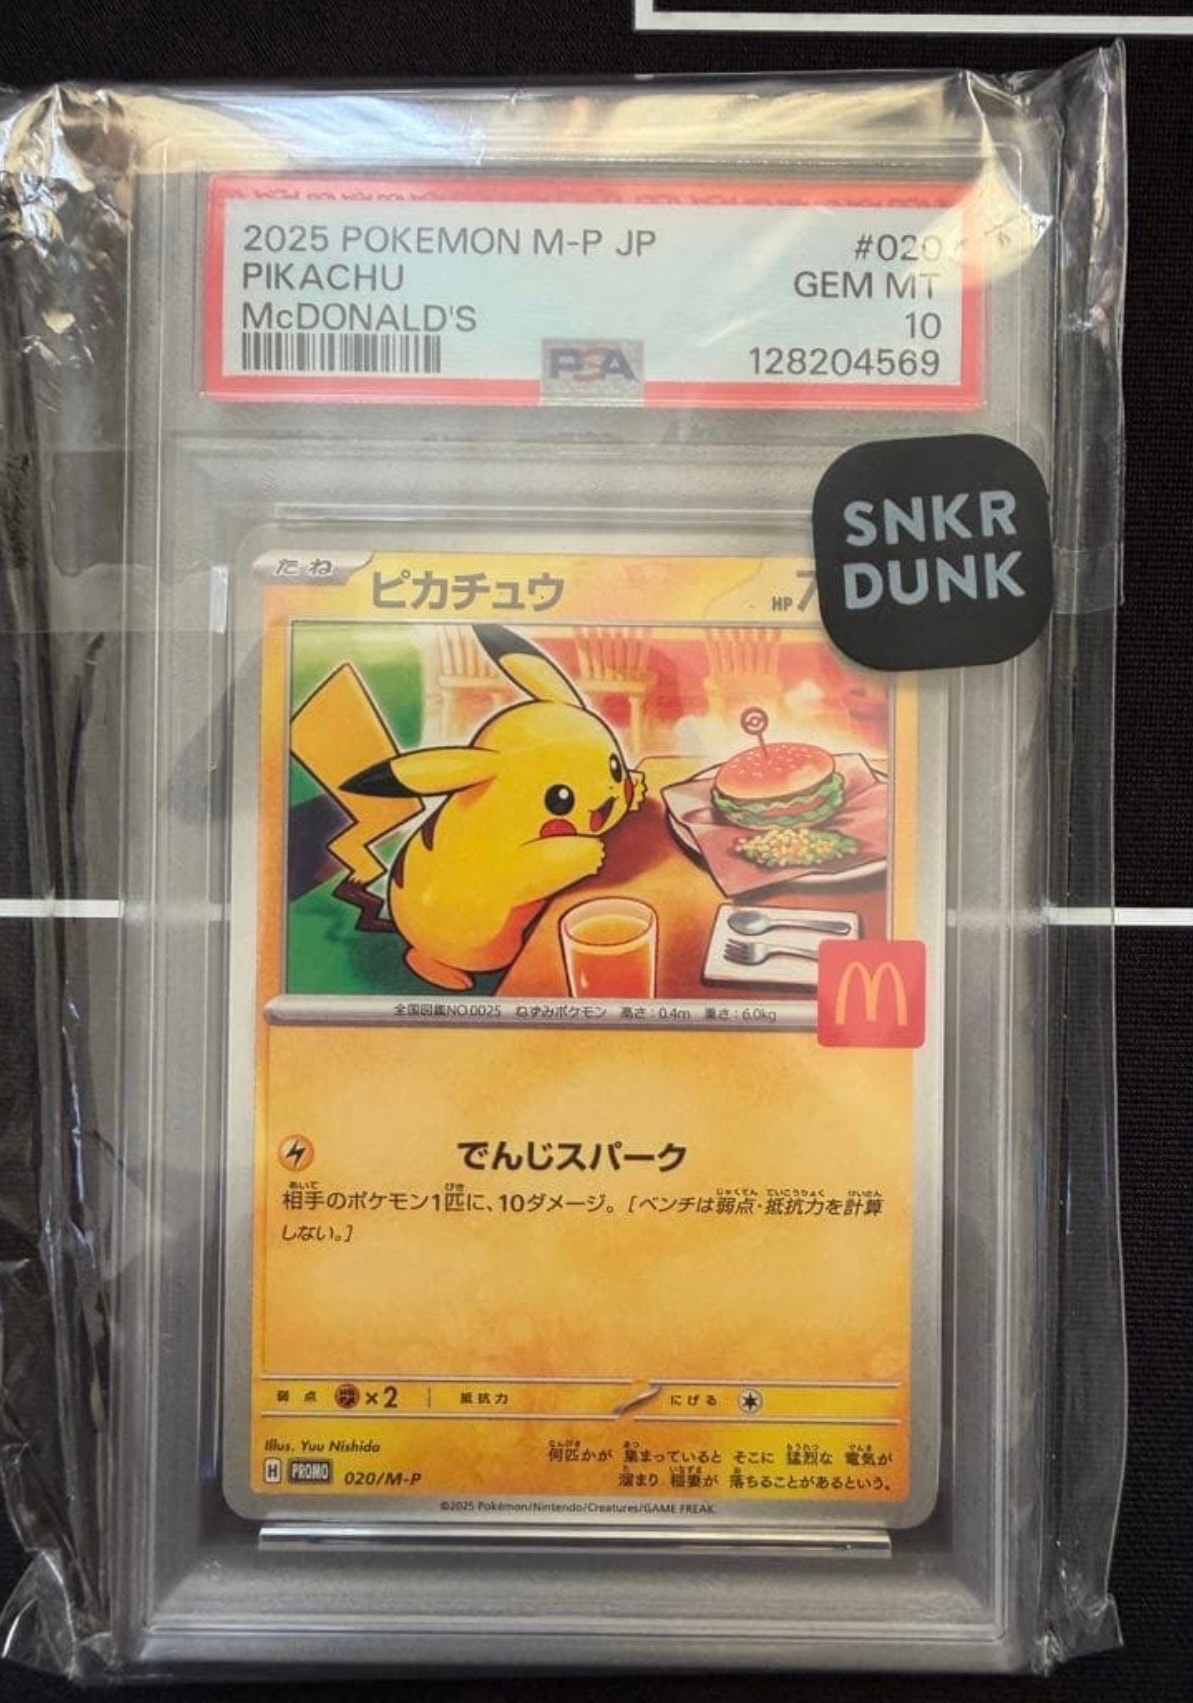 2025 POKEMON M-P JP #020
PIKACHU GEM MT
McDONALD'S 10
PSA 128204569
SNKR
DUNK
たね ピカチュウ HP 7
全国図鑑NO.0025 ねずみポケモン 高さ:0.4m 重さ:6.0kg
M
でんじスパーク
相手のポケモン1匹に、10ダメージ。[ベンチは弱点・抵抗力を計算
しない。]
弱点 ×2 抵抗力 にげる
Illus. Yuu Nishida
H PROMO 020/M-P
何匹かが 集まっていると そこに 猛烈な 電気が
溜まり 稲妻が 落ちることがあるという。
©2025 Pokémon/Nintendo/Creatures/GAME FREAK